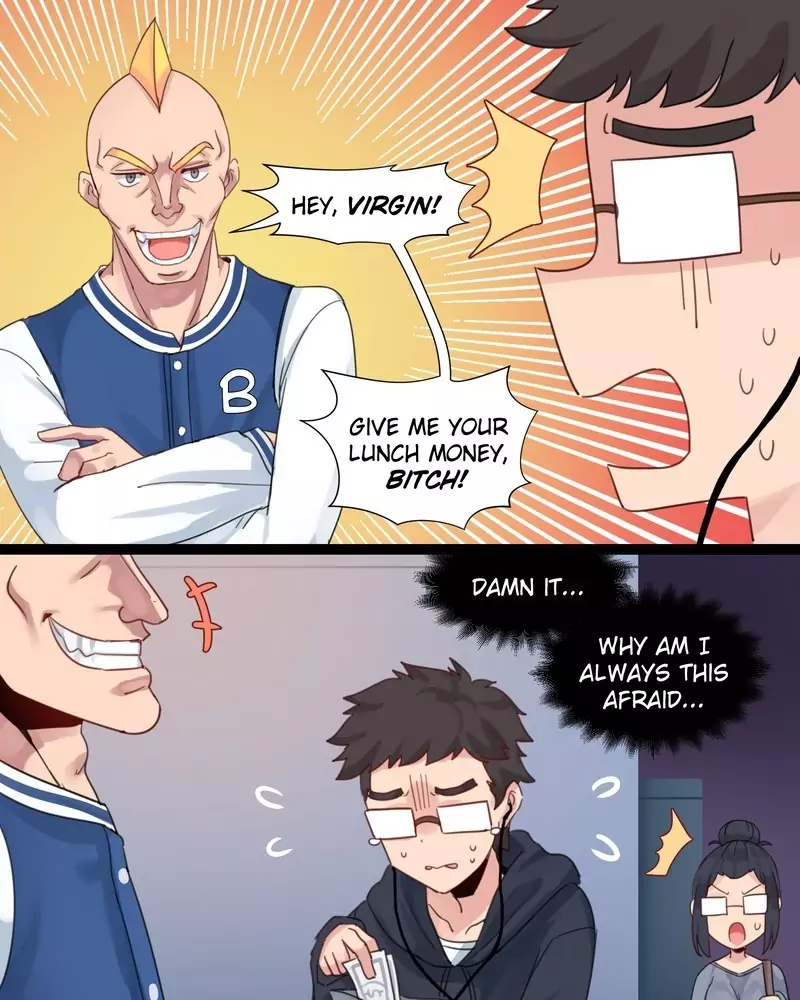 HEY, VIRGIN!
B
GIVE ME YOUR
LUNCH MONEY,
BITCH!
DAMN IT...
WHY AM I
ALWAYS THIS
AFRAID...